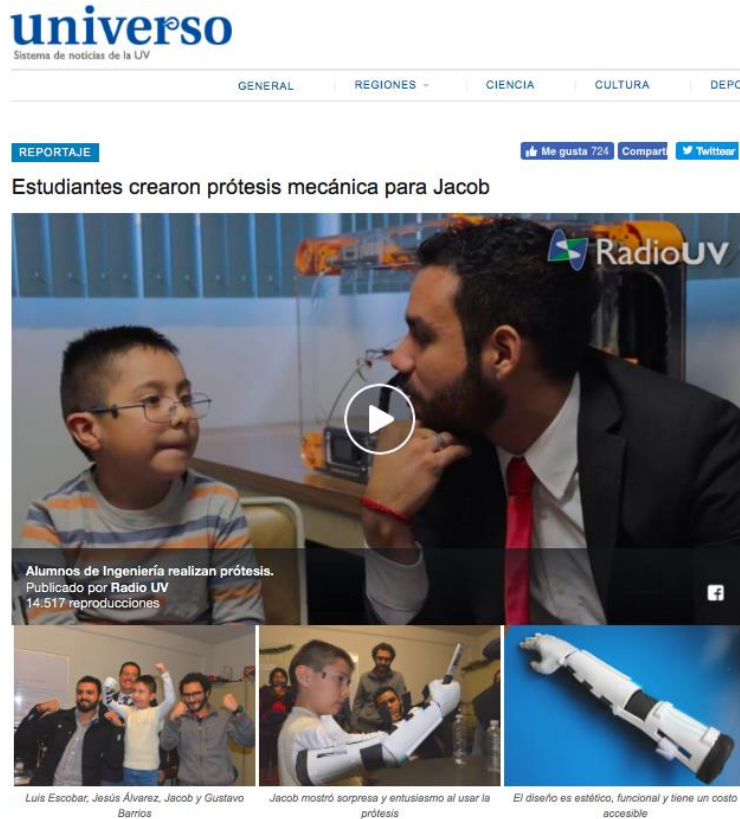 universo
Sistema de noticias de la UV
GENERAL REGIONES CIENCIA CULTURA DEPO
REPORTAJE
Me gusta 724 Comparti Twittear
Estudiantes crearon prótesis mecánica para Jacob
RadioUV
Alumnos de Ingeniería realizan prótesis.
Publicado por Radio UV
14.517 reproducciones
Luis Escobar, Jesús Álvarez, Jacob y Gustavo
Barrios
Jacob mostró sorpresa y entusiasmo al usar la
prótesis
El diseño es estético, funcional y tiene un costo
accesible